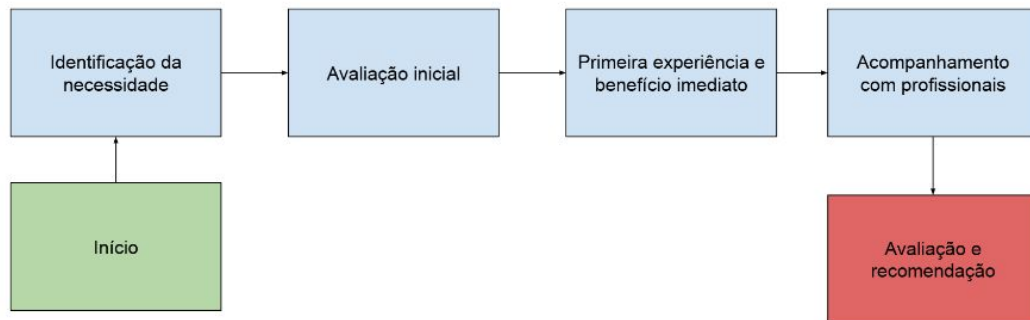 Identificação da
necessidade
Avaliação inicial
Primeira experiência e
benefício imediato
Acompanhamento
com profissionais
Início
Avaliação e
recomendação